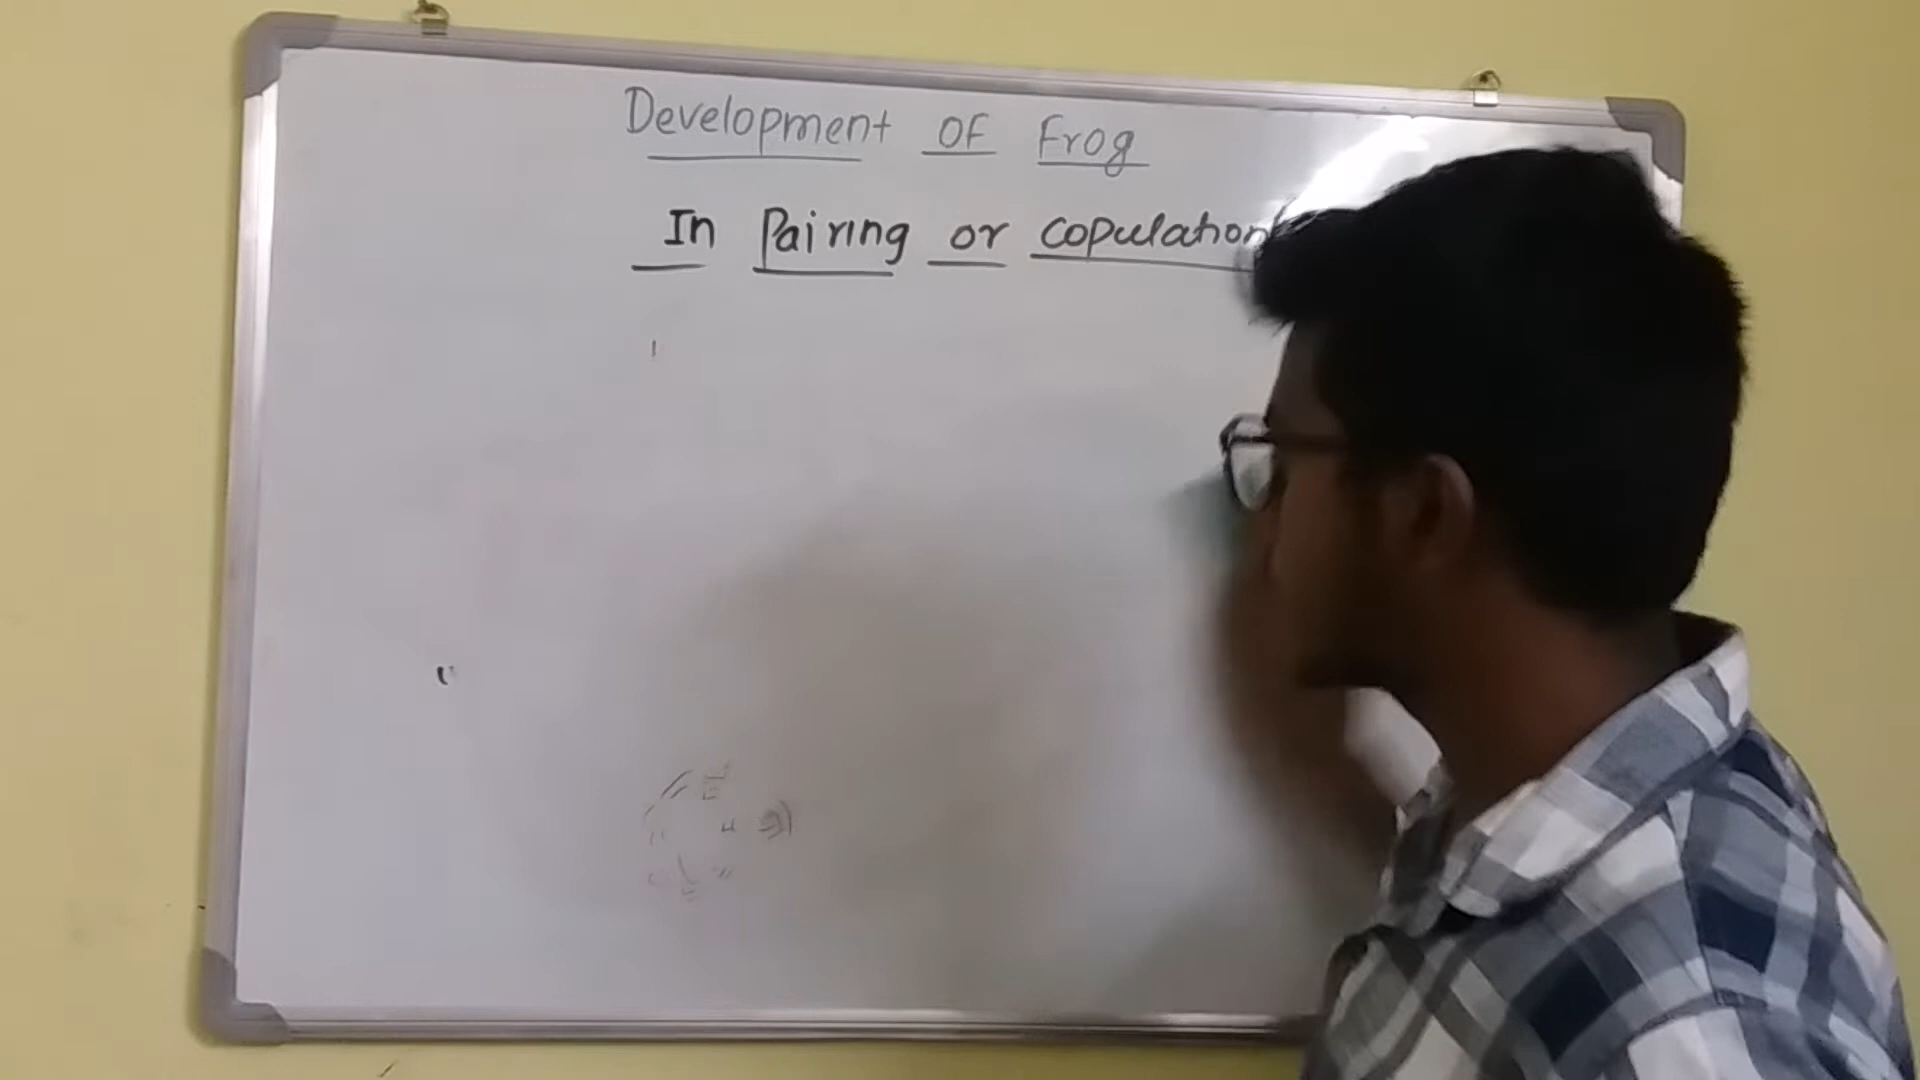 Development OF Frog
In Pairing or copulation